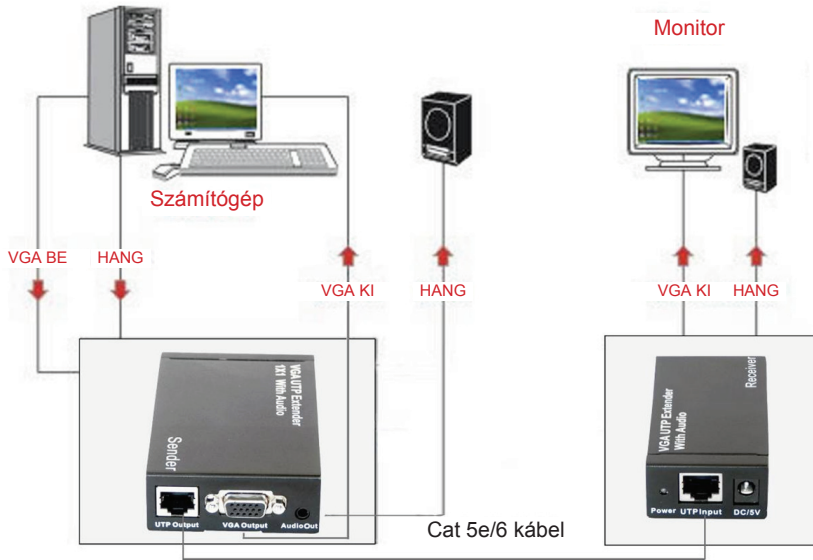 Monitor
Számítógép
VGA BE
HANG
VGA KI
HANG
VGA KI
HANG
VGA UTP Extender
1X1 With Audio
Sender
UTP Output
VGA Output
AudioOut
Receiver
VGA UTP Extender
With Audio
Power
UTP Input
DC/5V
Cat 5e/6 kábel